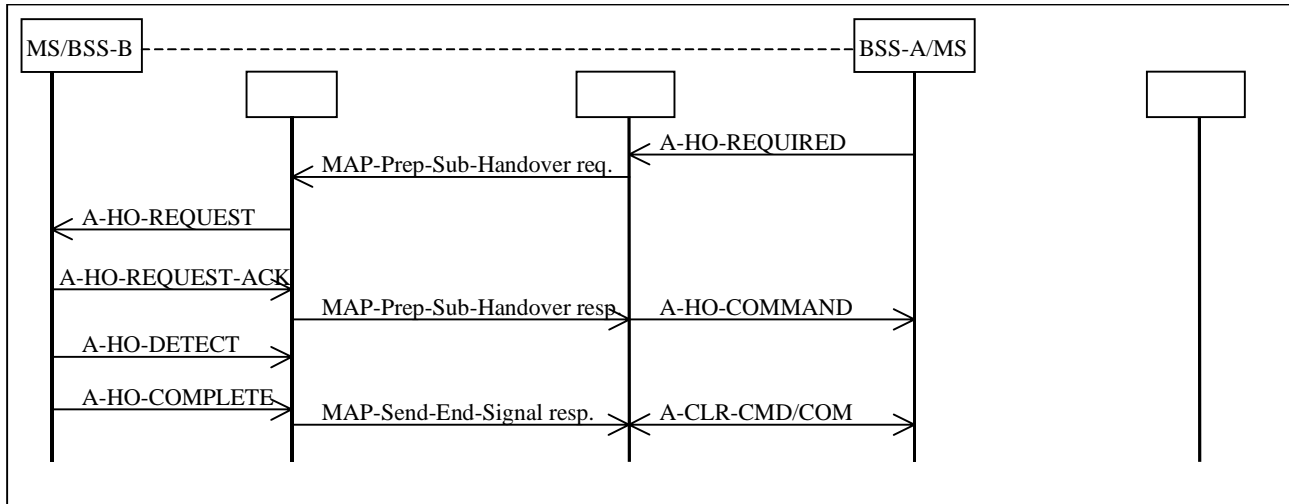 MS/BSS-B
BSS-A/MS
A-HO-REQUIRED
MAP-Prep-Sub-Handover req.
A-HO-REQUEST
A-HO-REQUEST-ACK
MAP-Prep-Sub-Handover resp
A-HO-COMMAND
A-HO-DETECT
A-HO-COMPLETE
MAP-Send-End-Signal resp.
A-CLR-CMD/COM